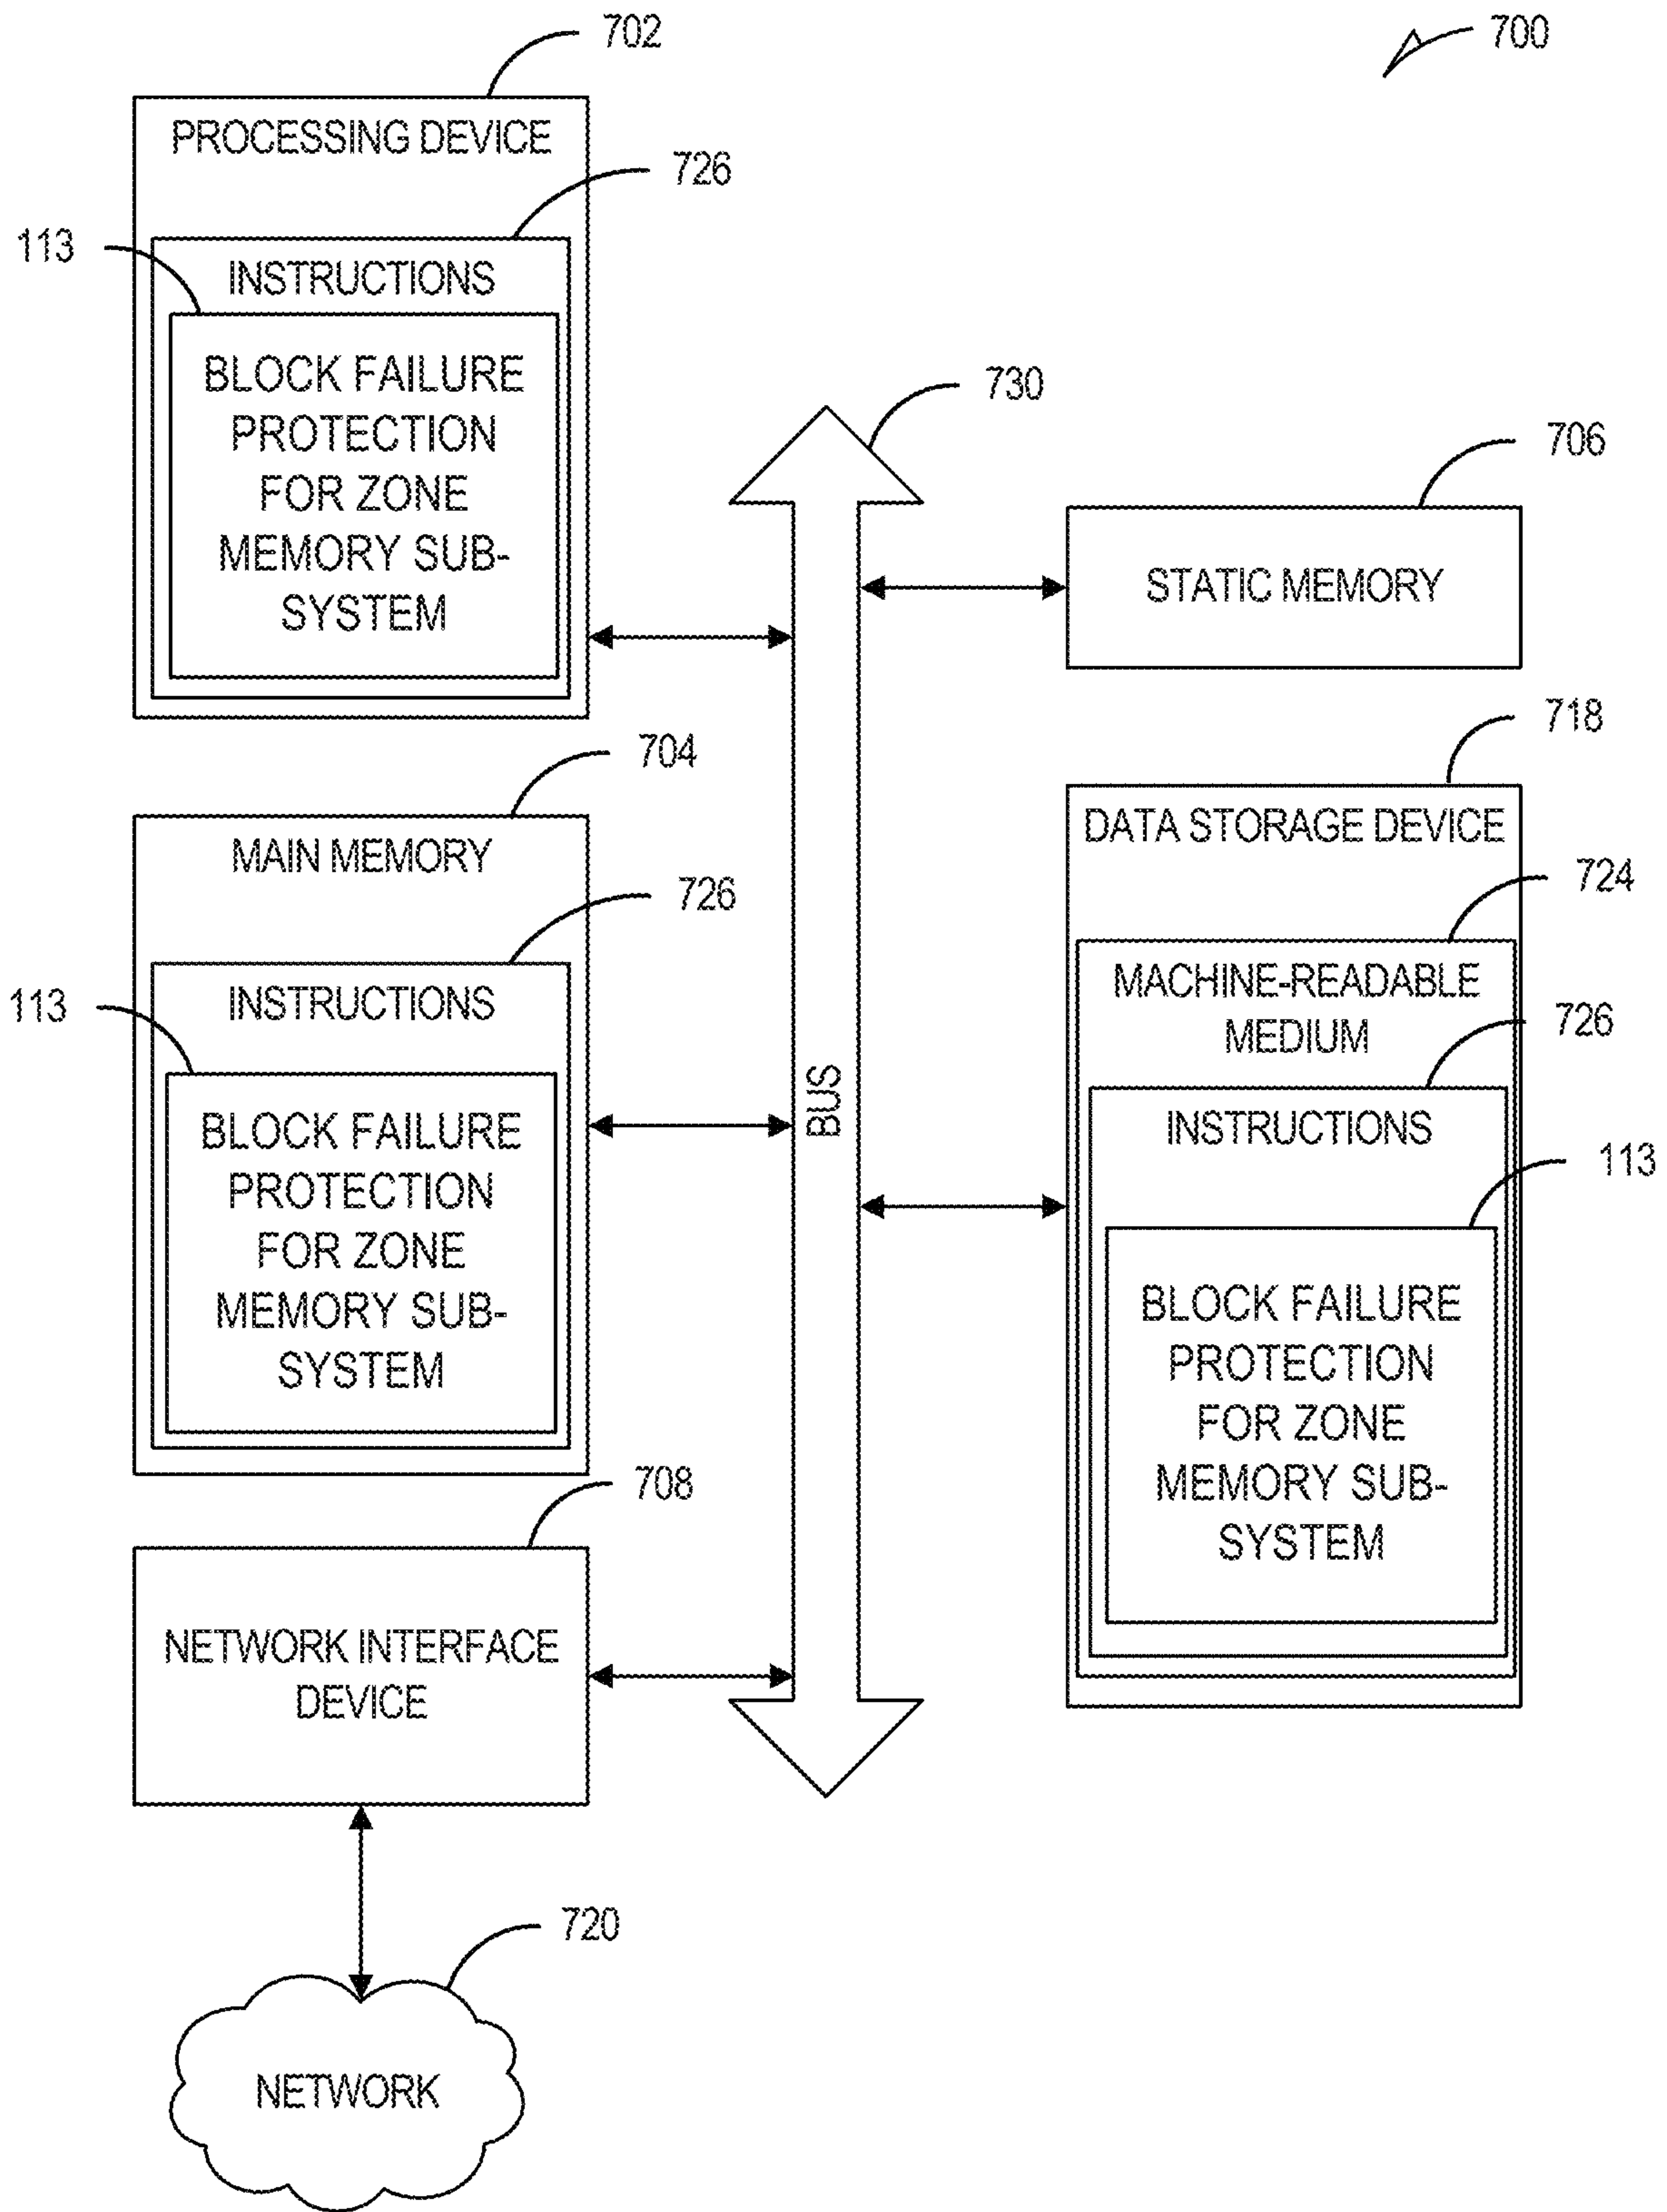 702
700
PROCESSING DEVICE
726
113
INSTRUCTIONS
BLOCK FAILURE
PROTECTION
FOR ZONE
MEMORY SUB-
SYSTEM
730
706
STATIC MEMORY
704
MAIN MEMORY
726
113
INSTRUCTIONS
BLOCK FAILURE
PROTECTION
FOR ZONE
MEMORY SUB-
SYSTEM
BUS
718
DATA STORAGE DEVICE
724
MACHINE-READABLE
MEDIUM
726
INSTRUCTIONS
113
BLOCK FAILURE
PROTECTION
FOR ZONE
MEMORY SUB-
SYSTEM
708
NETWORK INTERFACE
DEVICE
720
NETWORK